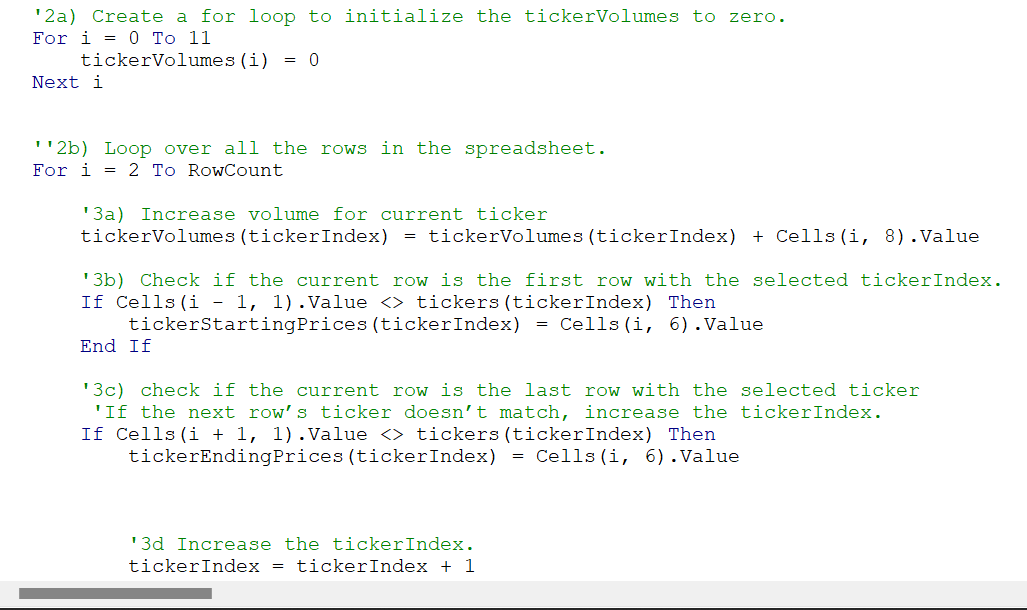 '2a) Create a for loop to initialize the tickerVolumes to zero.
For i = 0 To 11
    tickerVolumes(i) = 0
Next i
''2b) Loop over all the rows in the spreadsheet.
For i = 2 To RowCount
    '3a) Increase volume for current ticker
    tickerVolumes(tickerIndex) = tickerVolumes(tickerIndex) + Cells(i, 8).Value
    '3b) Check if the current row is the first row with the selected tickerIndex.
    If Cells(i - 1, 1).Value <> tickers(tickerIndex) Then
        tickerStartingPrices(tickerIndex) = Cells(i, 6).Value
    End If
    '3c) check if the current row is the last row with the selected ticker
     'If the next row’s ticker doesn’t match, increase the tickerIndex.
    If Cells(i + 1, 1).Value <> tickers(tickerIndex) Then
        tickerEndingPrices(tickerIndex) = Cells(i, 6).Value
        '3d Increase the tickerIndex.
        tickerIndex = tickerIndex + 1